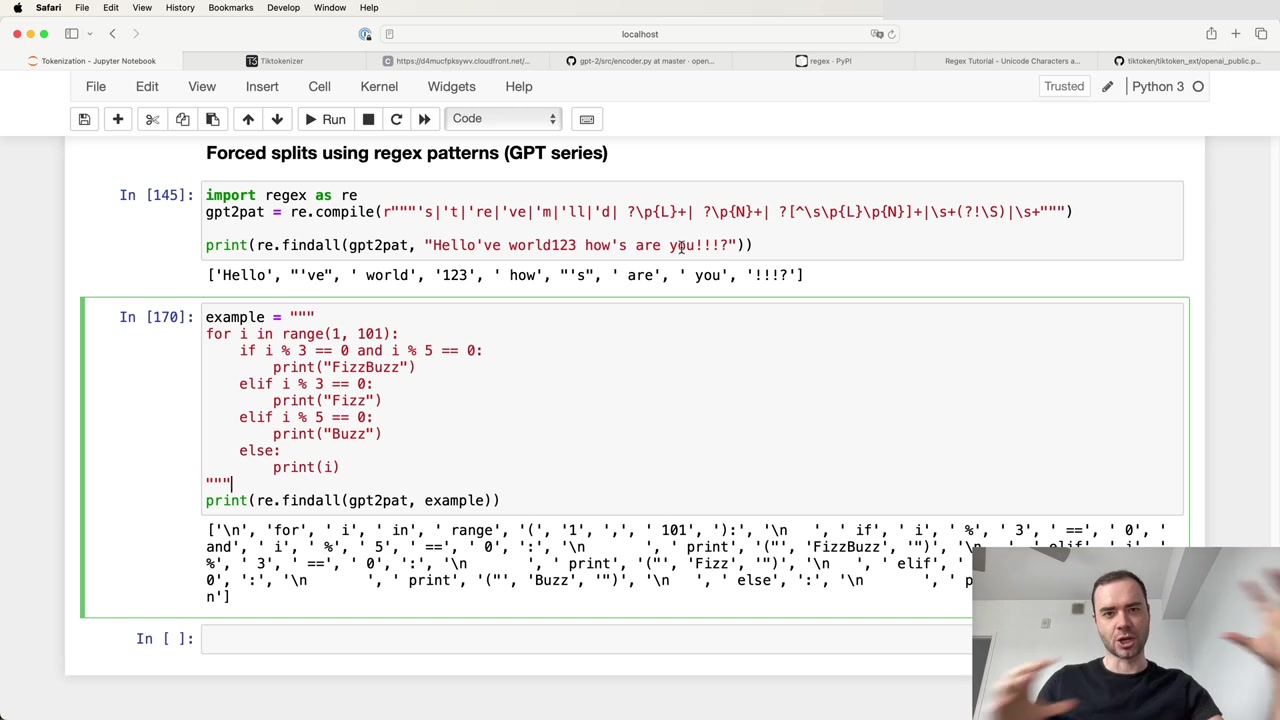 Safari File Edit View History Bookmarks Develop Window Help
localhost
Tokenization - Jupyter Notebook
Tiktokenizer
https://d4mucfpksywv.cloudfront.net/...
gpt-2/src/encoder.py at master · open...
regex · PyPI
Regex Tutorial - Unicode Characters a...
tiktoken/tiktoken_ext/openai_public.p...
File Edit View Insert Cell Kernel Widgets Help
Trusted
Python 3
Run
Code
Forced splits using regex patterns (GPT series)
In [145]:
import regex as re
gpt2pat = re.compile(r"""'s|'t|'re|'ve|'m|'ll|'d| ?\p{L}+| ?\p{N}+| ?[^\s\p{L}\p{N}]+|\s+(?!\S)|\s+""")
print(re.findall(gpt2pat, "Hello've world123 how's are you!!!?"))
['Hello', "'ve", ' world', '123', ' how', "'s", ' are', ' you', '!!!?']
In [170]:
example = """
for i in range(1, 101):
    if i % 3 == 0 and i % 5 == 0:
        print("FizzBuzz")
    elif i % 3 == 0:
        print("Fizz")
    elif i % 5 == 0:
        print("Buzz")
    else:
        print(i)
"""
print(re.findall(gpt2pat, example))
['\n', 'for', ' i', ' in', ' range', '(', '1', ',', ' 101', '):', '\n   ', ' if', ' i', ' %', ' 3', ' ==', ' 0', '
and', ' i', ' %', ' 5', ' ==', ' 0', ':', '\n       ', ' print', '("', 'FizzBuzz', '")', '\n   ', ' elif', ' i', '
%', ' 3', ' ==', ' 0', ':', '\n       ', ' print', '("', 'Fizz', '")', '\n   ', ' elif', '
0', ':', '\n       ', ' print', '("', 'Buzz', '")', '\n   ', ' else', ':', '\n       ', ' p
n']
In [ ]: